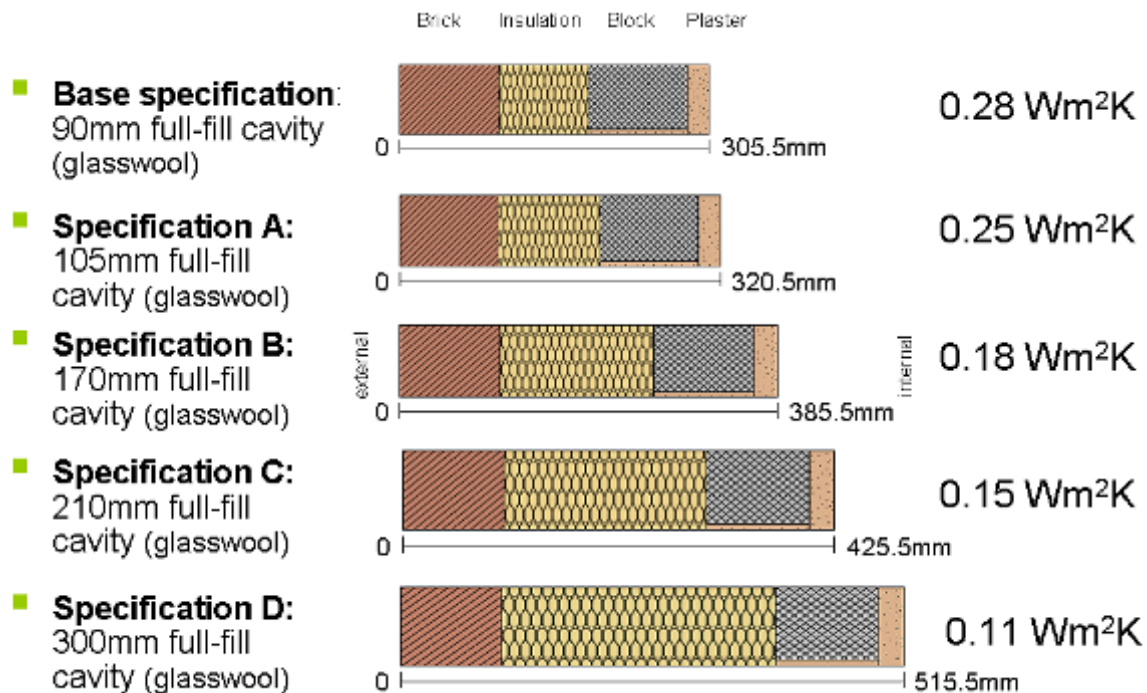 Brick Insulation Block Plaster
Base specification:
90mm full-fill cavity
(glasswool)
0 305.5mm
0.28 Wm²K
Specification A:
105mm full-fill
cavity (glasswool)
0 320.5mm
0.25 Wm²K
Specification B:
170mm full-fill
cavity (glasswool)
external
0 385.5mm
internal
0.18 Wm²K
Specification C:
210mm full-fill
cavity (glasswool)
0 425.5mm
0.15 Wm²K
Specification D:
300mm full-fill
cavity (glasswool)
0 515.5mm
0.11 Wm²K